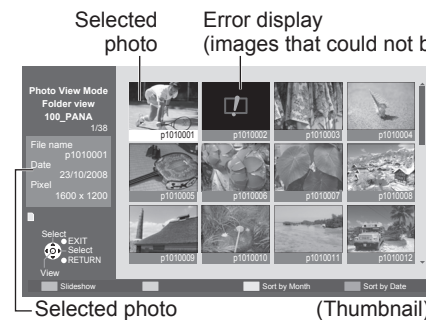 Selected photo
Error display
(images that could not b
Photo View Mode
Folder view
100_PANA
1/38
File name
p1010001
Date
23/10/2008
Pixel
1600 x 1200
Select
EXIT
Select
RETURN
View
p1010001
p1010002
p1010003
p1010004
p1010005
p1010006
p1010007
p1010008
p1010009
p1010010
p1010011
p1010012
Slideshow
Sort by Month
Sort by Date
Selected photo
(Thumbnail)